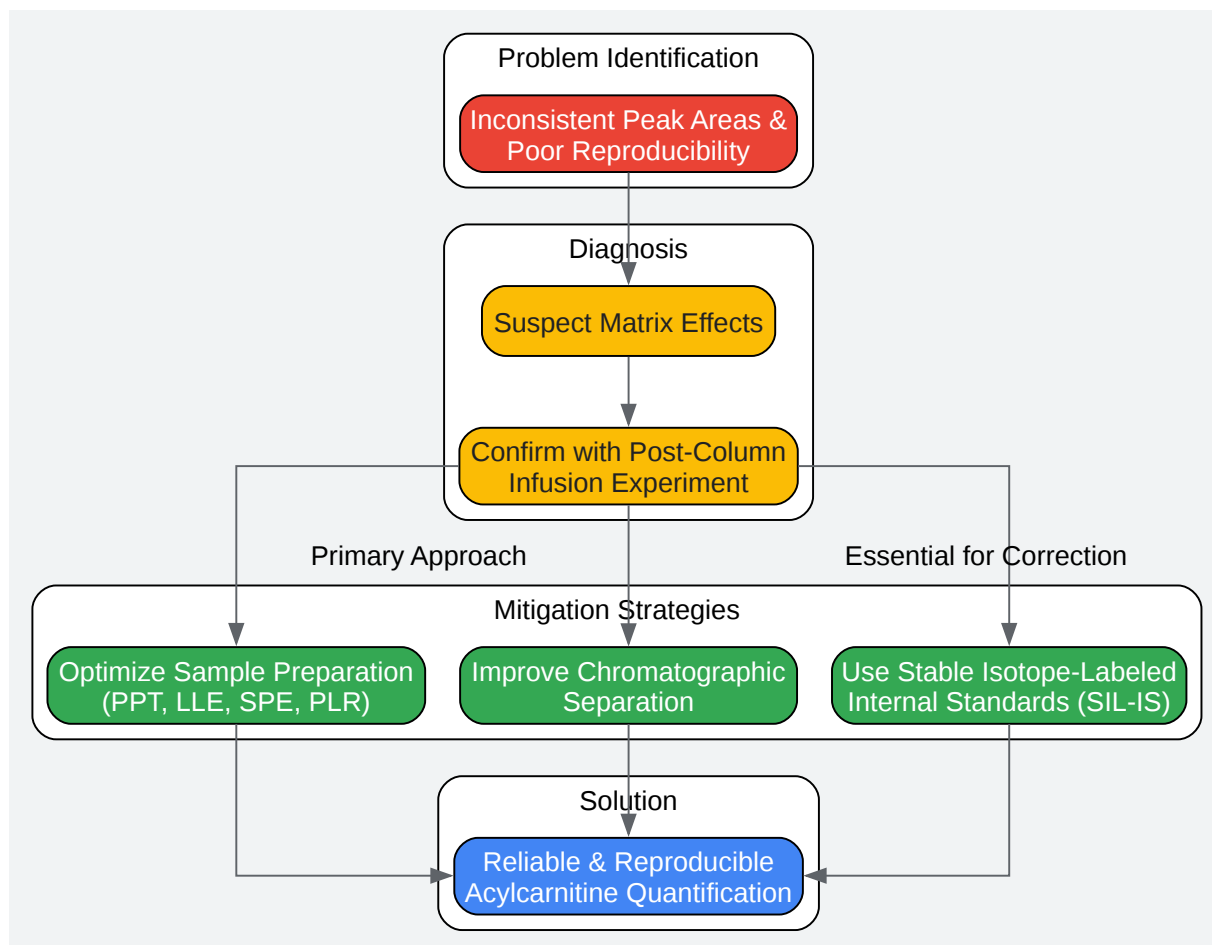 Problem Identification
Inconsistent Peak Areas &
Poor Reproducibility
Diagnosis
Suspect Matrix Effects
Confirm with Post-Column
Infusion Experiment
Primary Approach
Essential for Correction
Mitigation Strategies
Optimize Sample Preparation
(PPT, LLE, SPE, PLR)
Improve Chromatographic
Separation
Use Stable Isotope-Labeled
Internal Standards (SIL-IS)
Solution
Reliable & Reproducible
Acylcarnitine Quantification